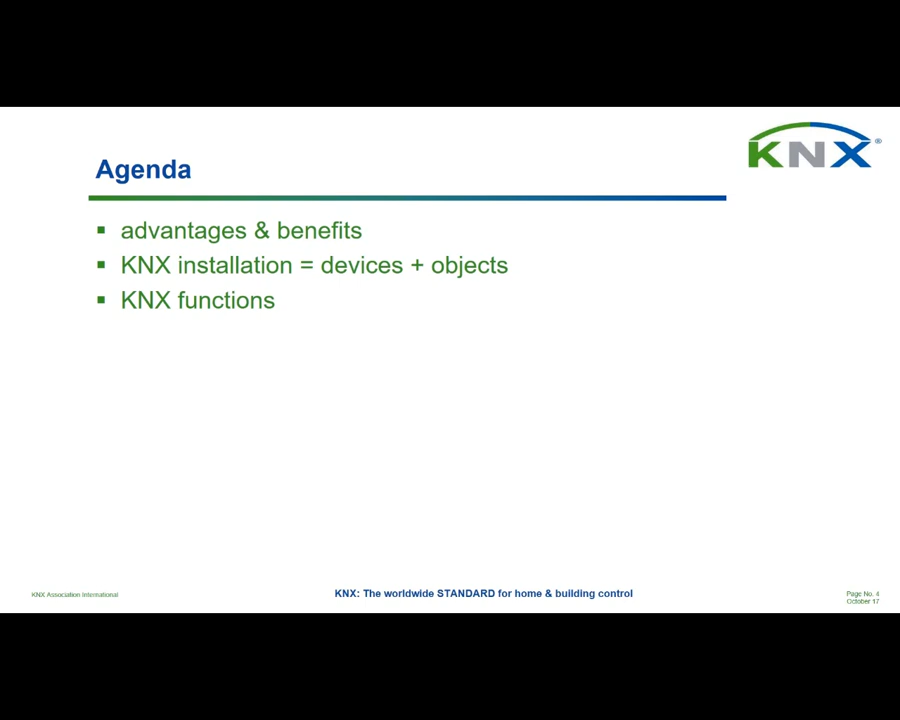 KNX®
Agenda
▪ advantages & benefits
▪ KNX installation = devices + objects
▪ KNX functions
KNX Association International
KNX: The worldwide STANDARD for home & building control
Page No. 4
October 17